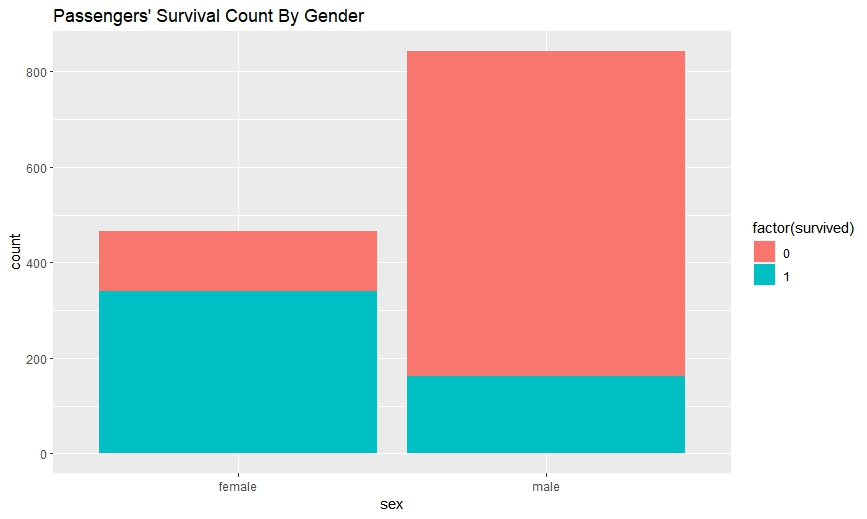 Passengers' Survival Count By Gender
count
800
600
400
200
0
female
male
sex
factor(survived)
0
1